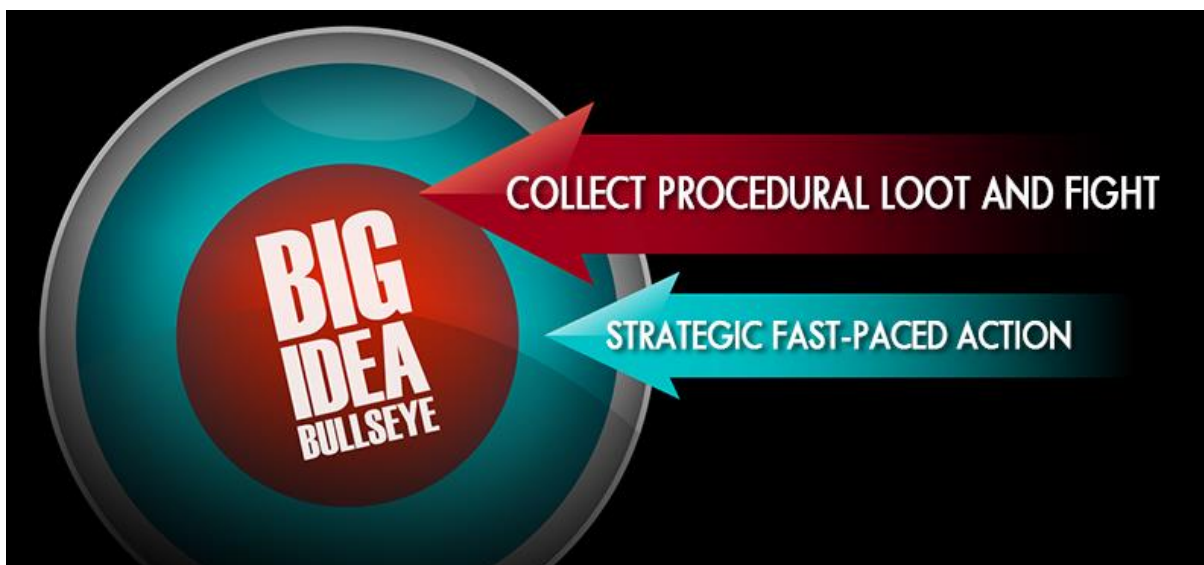 BIG
IDEA
BULLSEYE
COLLECT PROCEDURAL LOOT AND FIGHT
STRATEGIC FAST-PACED ACTION